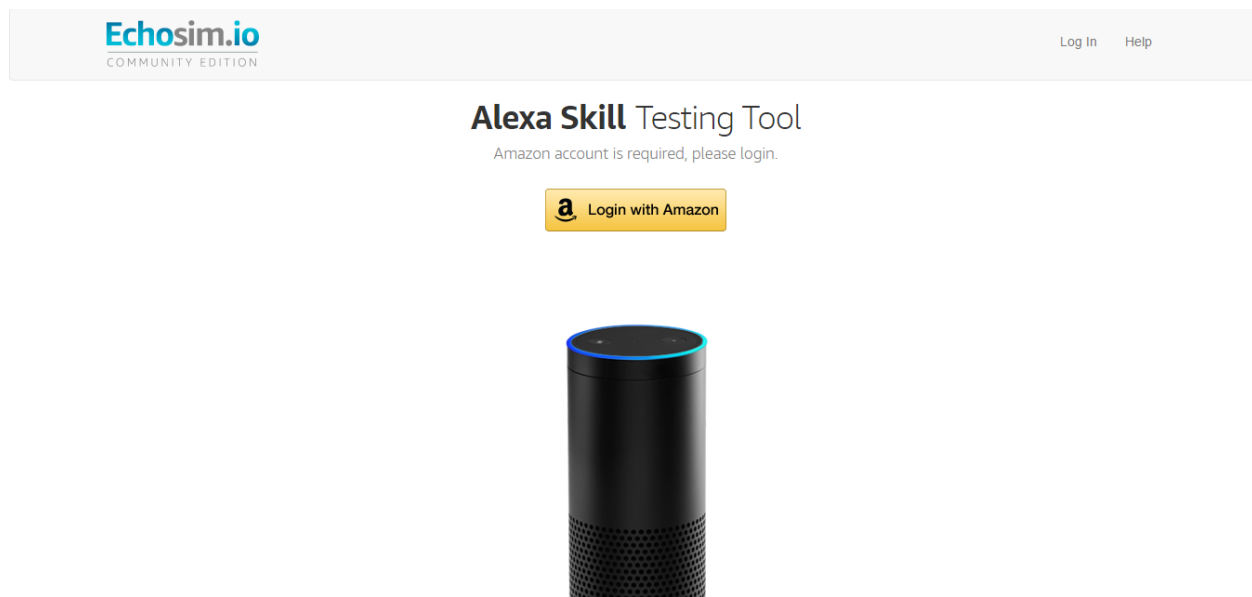 Echosim.io
COMMUNITY EDITION
Log In Help
Alexa Skill Testing Tool
Amazon account is required, please login.
a Login with Amazon